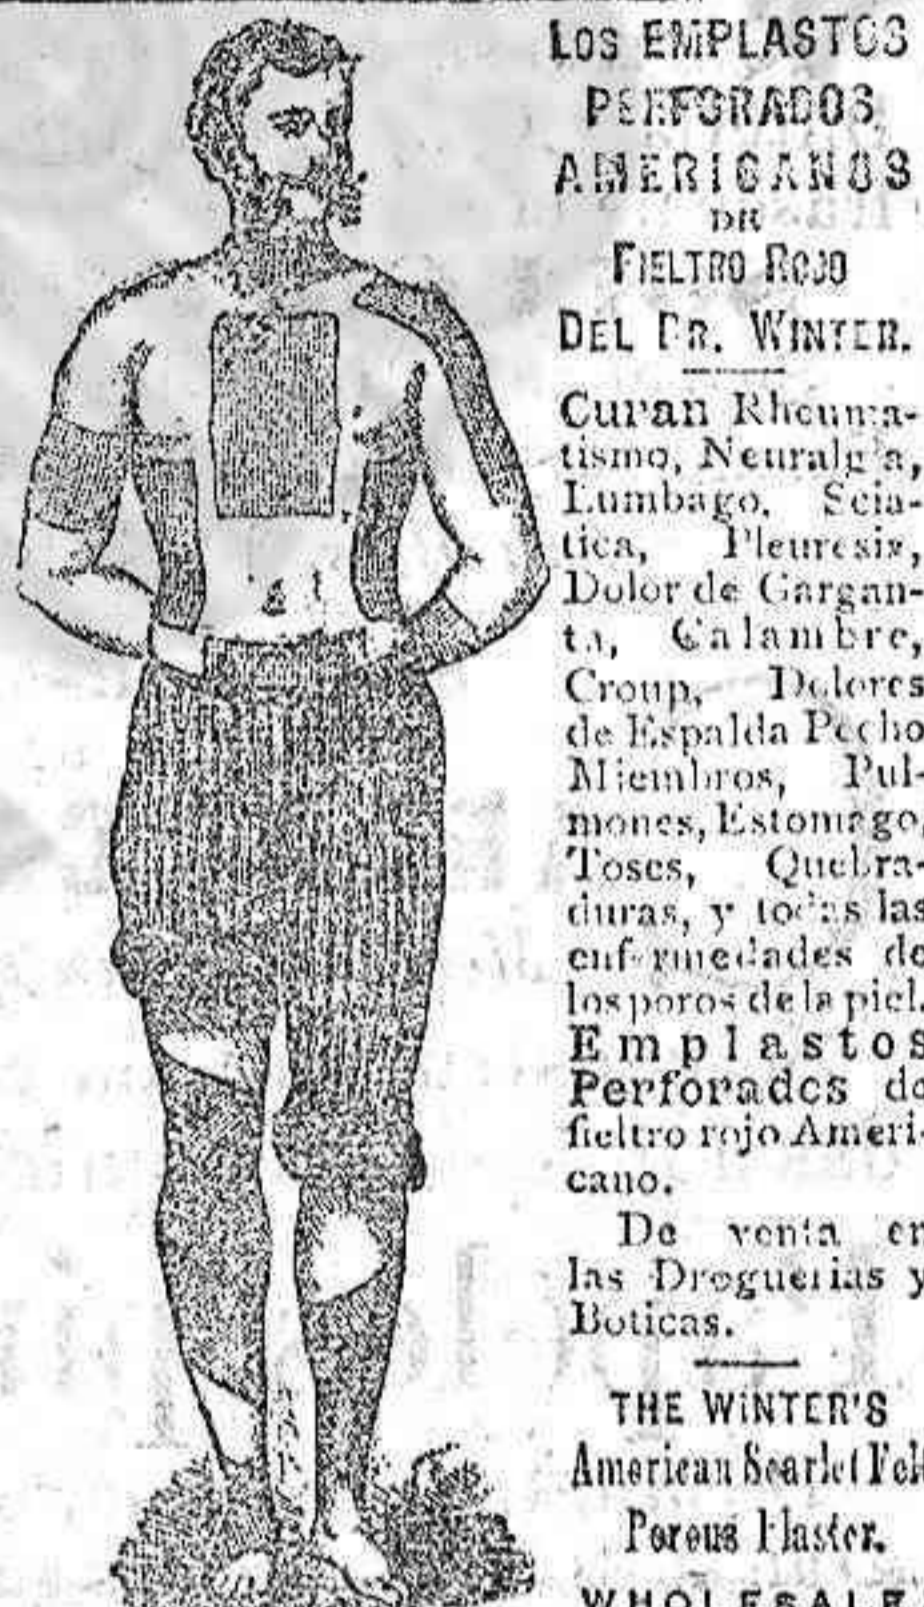 LOS EMPLASTOS
PERFORADOS
AMERICANOS
DE
FIELTRO ROJO
DEL DR. WINTER.
Curan Rheuma-
tismo, Neuralgia,
Lumbago, Scia-
tica, Pleuresis,
Dolor de Gargan-
ta, Calambre,
Croup, Dolores
de Espalda Pecho
Miembros, Pul-
mones, Estomago,
Toses, Quebra-
duras, y todas las
enfermedades de
los poros de la piel.
Emplastos
Perforados de
fieltro rojo Ameri-
cano.
De venta en
las Droguerias y
Boticas.
THE WINTER'S
American Scarlet Felt
Porous Plaster.
WHOLESALE